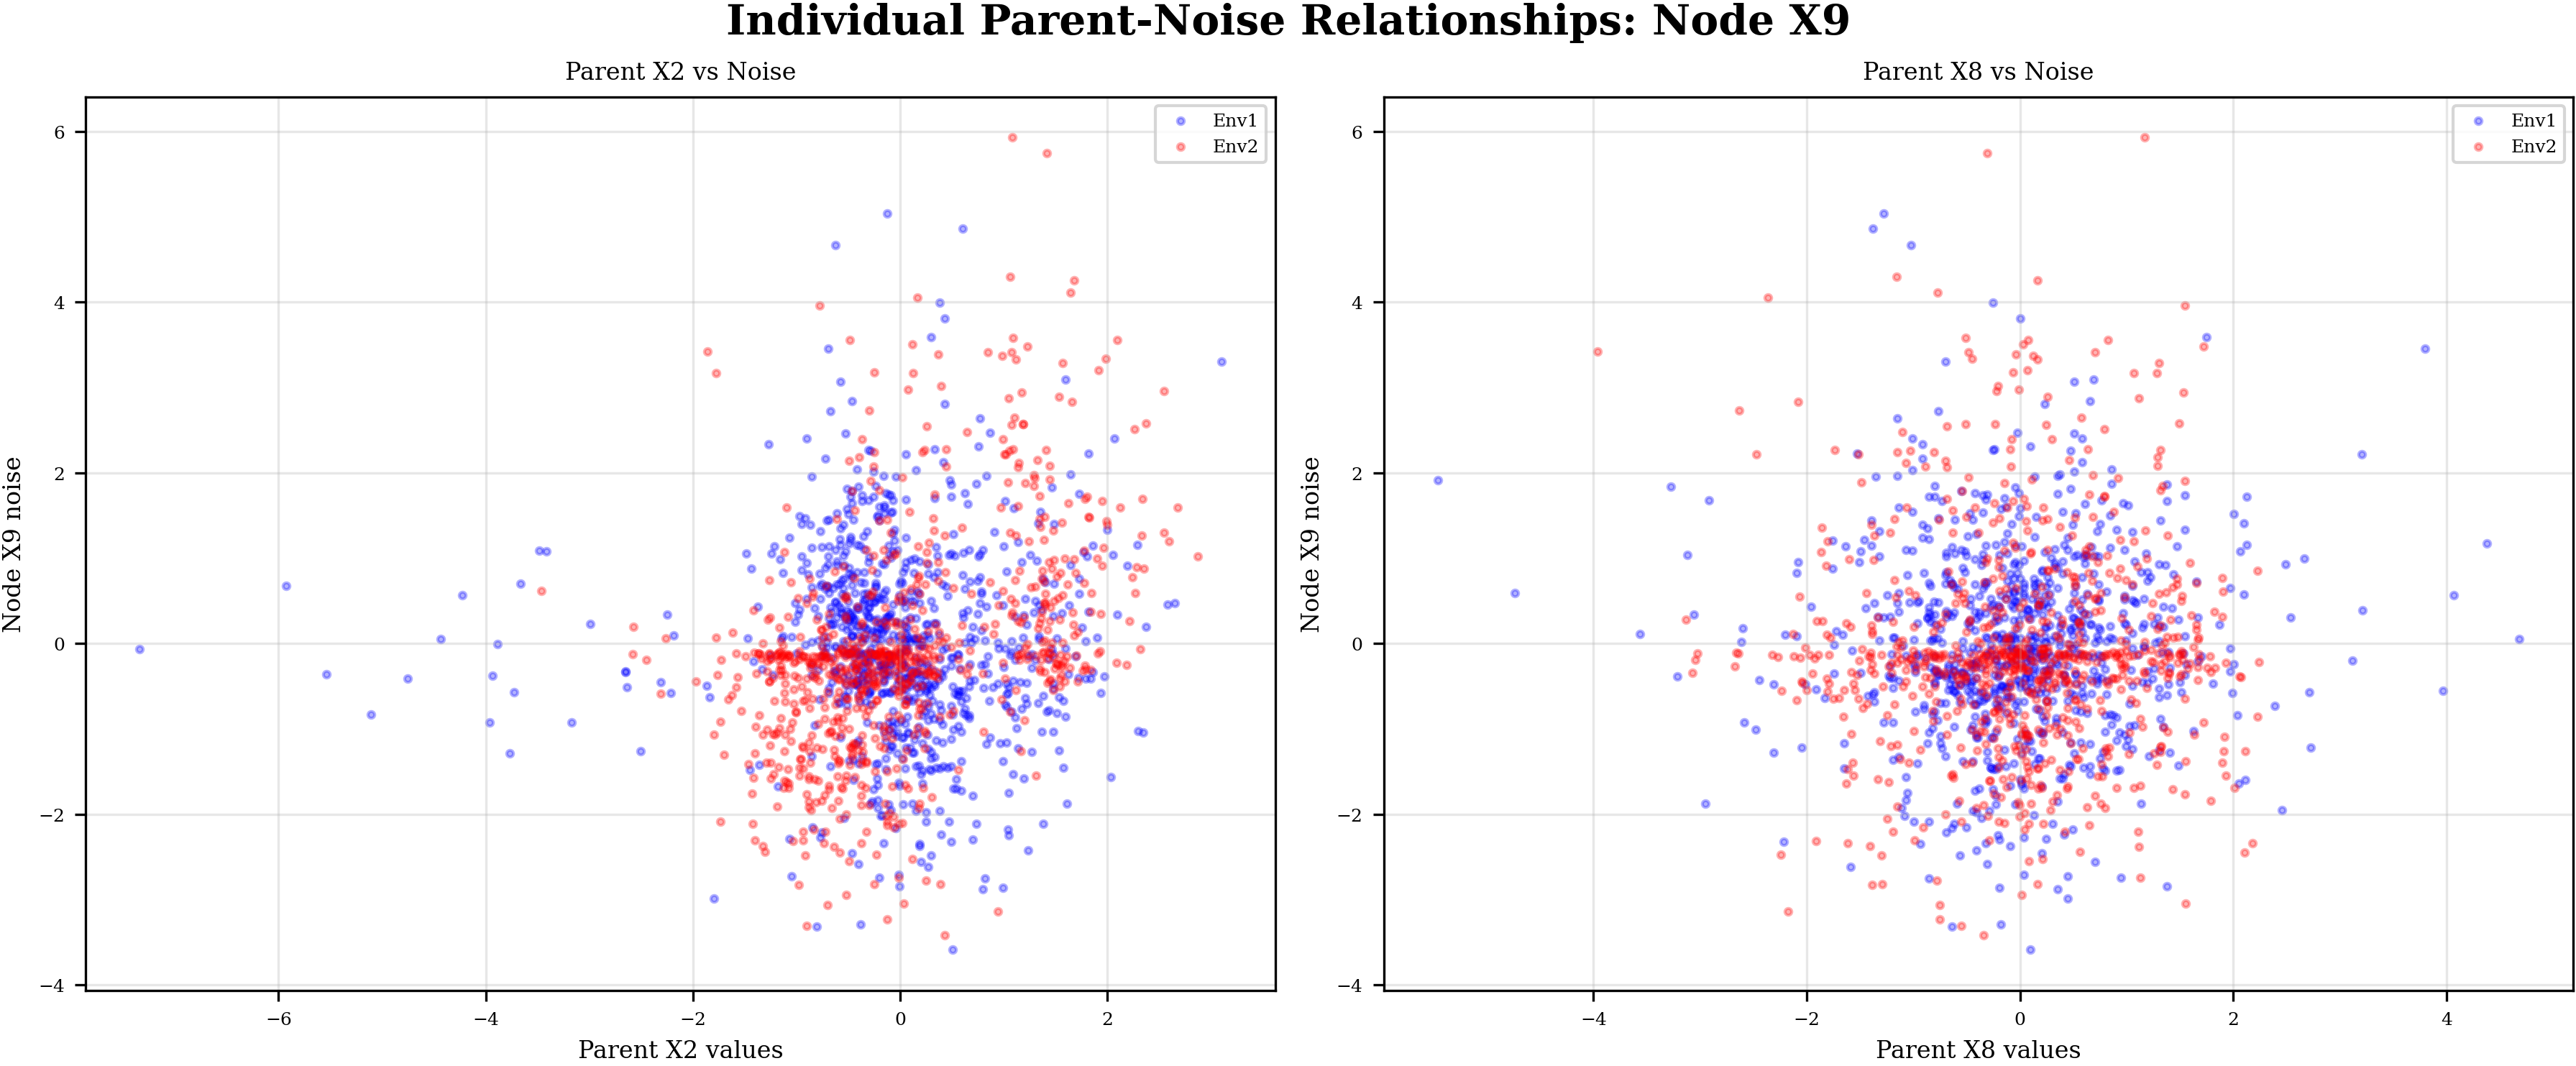 Individual Parent-Noise Relationships: Node X9
Parent X2 vs Noise
Node X9 noise
6
4
2
0
−2
−4
−6
−4
−2
0
2
Parent X2 values
Env1
Env2
Parent X8 vs Noise
Node X9 noise
6
4
2
0
−2
−4
−4
−2
0
2
4
Parent X8 values
Env1
Env2